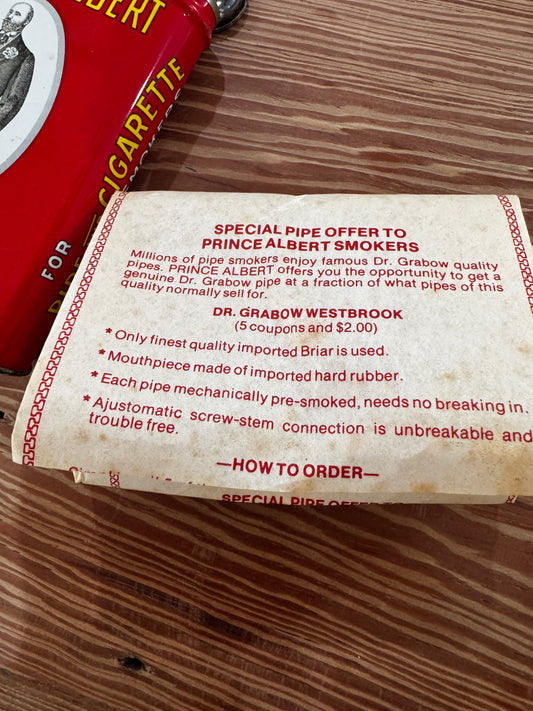 BERT
CIGARETTE
FOR
SPECIAL PIPE OFFER TO
PRINCE ALBERT SMOKERS
Millions of pipe smokers enjoy famous Dr. Grabow quality
pipes. PRINCE ALBERT offers you the opportunity to get a
genuine Dr. Grabow pipe at a fraction of what pipes of this
quality normally sell for.
DR. GRABOW WESTBROOK
(5 coupons and $2.00)
* Only finest quality imported Briar is used.
* Mouthpiece made of imported hard rubber.
* Each pipe mechanically pre-smoked, needs no breaking in.
* Ajustomatic screw-stem connection is unbreakable and
trouble free.
—HOW TO ORDER—
SPECIAL PIPE OFFER TO